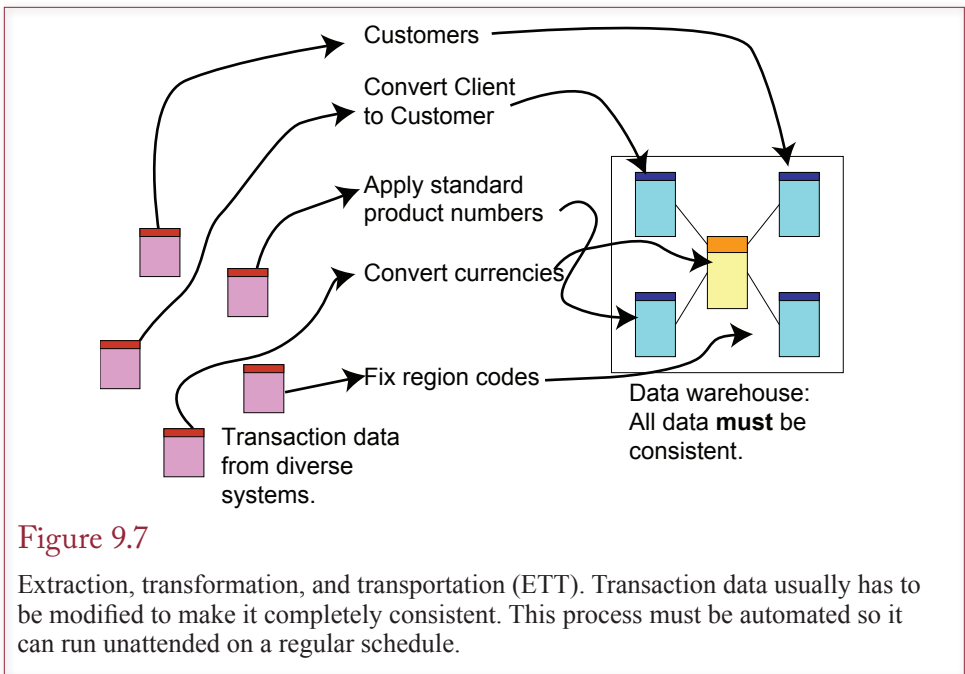 Customers
Convert Client
to Customer
Apply standard
product numbers
Convert currencies
Fix region codes
Transaction data
from diverse
systems.
Data warehouse:
All data must be
consistent.
Figure 9.7
Extraction, transformation, and transportation (ETT). Transaction data usually has to
be modified to make it completely consistent. This process must be automated so it
can run unattended on a regular schedule.